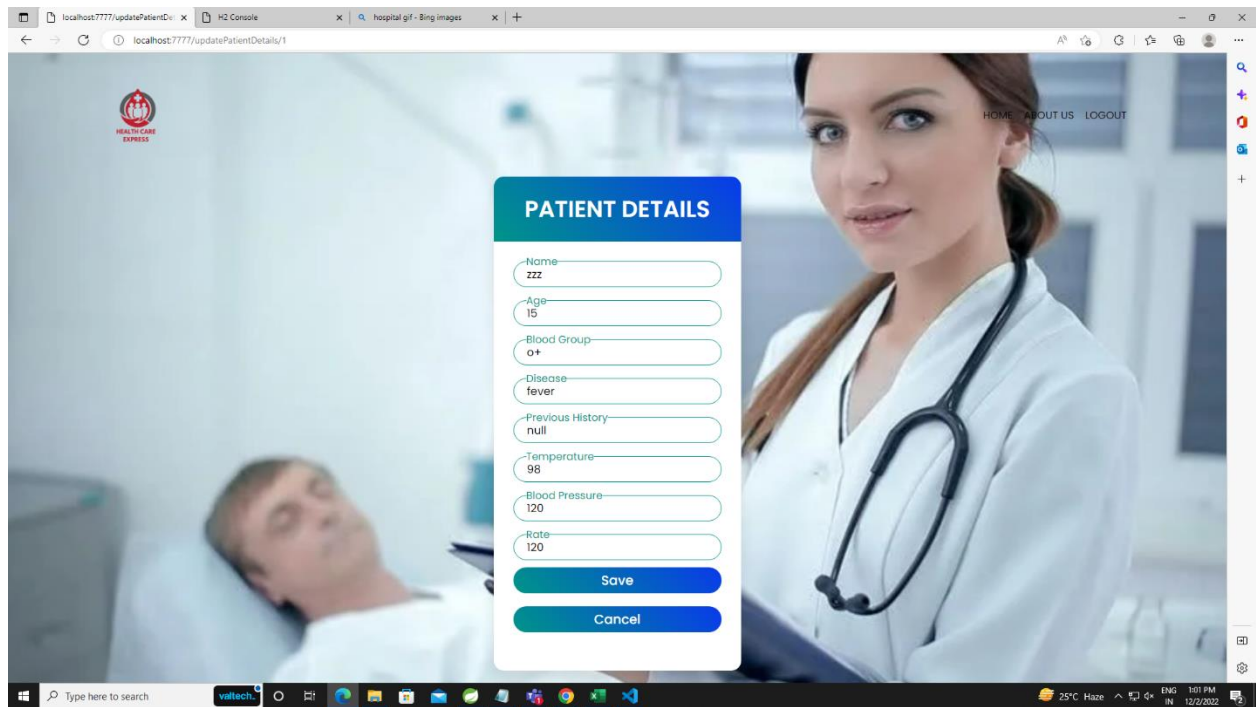 localhost:7777/updatePatientDe
H2 Console
hospital gif - Bing images
localhost:7777/updatePatientDetails/1
HEALTH CARE
EXPRESS
HOME ABOUT US LOGOUT
PATIENT DETAILS
Name
zzz
Age
15
Blood Group
o+
Disease
fever
Previous History
null
Temperature
98
Blood Pressure
120
Rate
120
Save
Cancel
Type here to search
valtech.
25°C Haze
ENG
IN
1:01 PM
12/2/2022
2